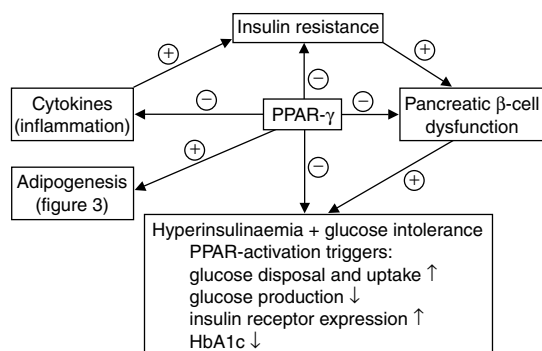 Insulin resistance
+
+
−
Cytokines
(inflammation)
−
PPAR-γ
−
Pancreatic β-cell
dysfunction
+
Adipogenesis
(figure 3)
−
+
Hyperinsulinaemia + glucose intolerance
PPAR-activation triggers:
glucose disposal and uptake ↑
glucose production ↓
insulin receptor expression ↑
HbA1c ↓